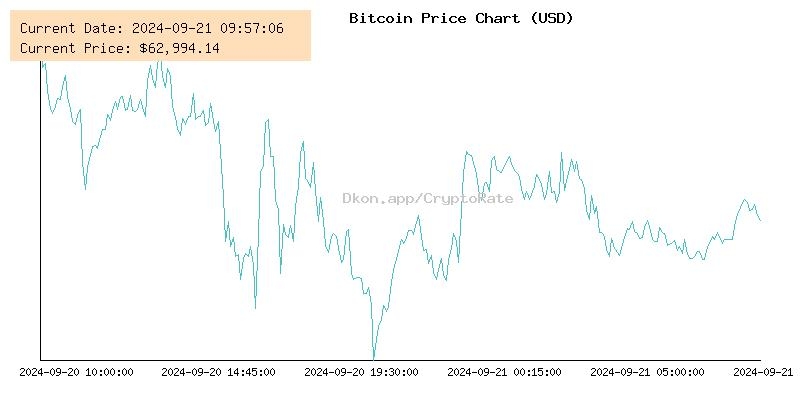 Bitcoin Price Chart (USD)
Current Date: 2024-09-21 09:57:06
Current Price: $62,994.14
Dkon.app/CryptoRate
2024-09-20 10:00:00 2024-09-20 14:45:00 2024-09-20 19:30:00 2024-09-21 00:15:00 2024-09-21 05:00:00 2024-09-21